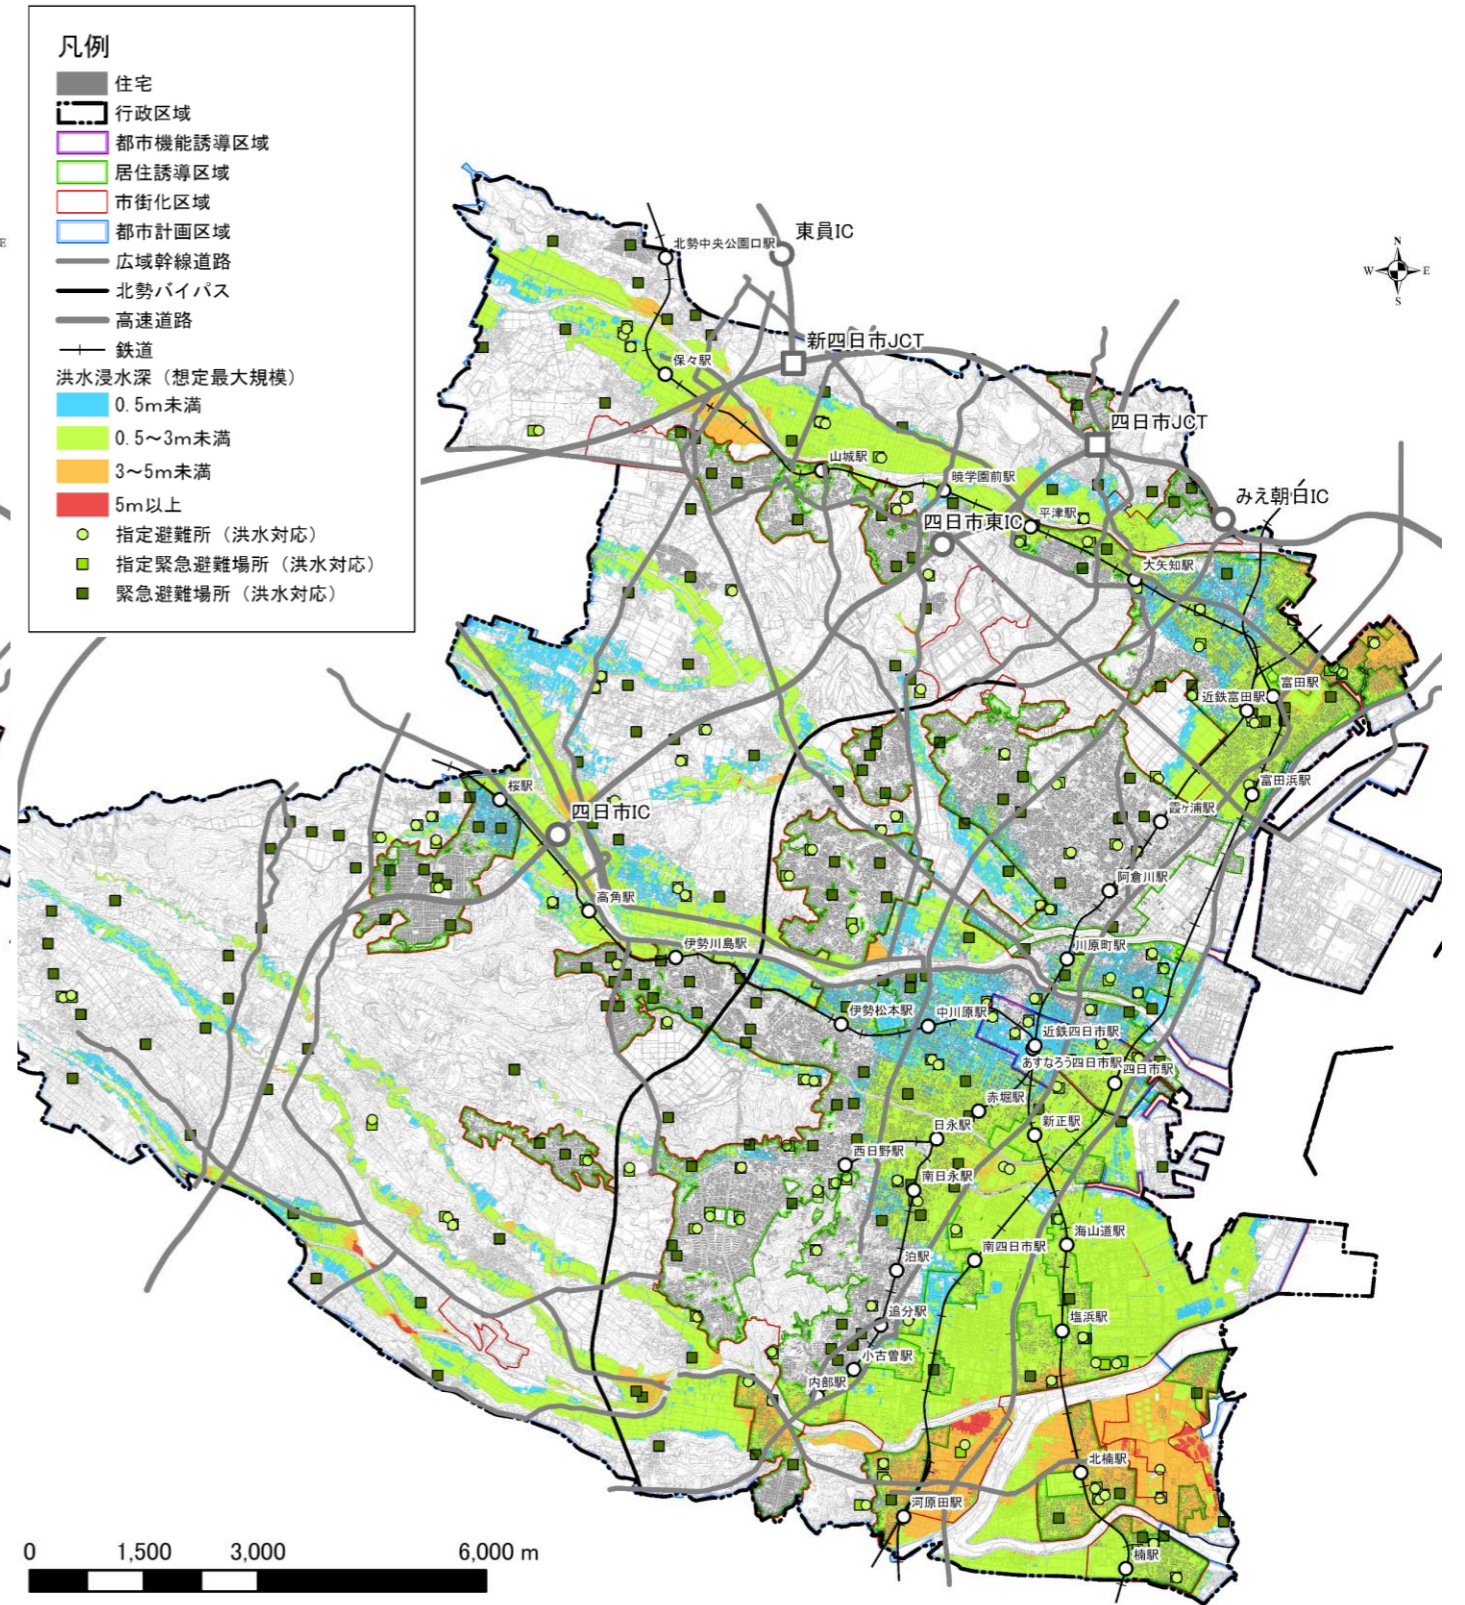 凡例
住宅
行政区域
都市機能誘導区域
居住誘導区域
市街化区域
都市計画区域
広域幹線道路
北勢バイパス
高速道路
鉄道
洪水浸水深（想定最大規模）
0.5m未満
0.5～3m未満
3～5m未満
5m以上
指定避難所（洪水対応）
指定緊急避難場所（洪水対応）
緊急避難場所（洪水対応）
E
N
W
E
S
東員IC
北勢中央公園口駅
新四日市JCT
保々駅
四日市JCT
山城駅
暁学園前駅
みえ朝日IC
平津駅
四日市東IC
大矢知駅
富田駅
近鉄富田駅
富田浜駅
桜駅
四日市IC
霞ヶ浦駅
阿倉川駅
高角駅
伊勢川島駅
川原町駅
伊勢松本駅
中川原駅
近鉄四日市駅
あすなろう四日市駅
四日市駅
赤堀駅
日永駅
新正駅
西日野駅
南日永駅
海山道駅
南四日市駅
泊駅
追分駅
塩浜駅
小古曽駅
内部駅
北楠駅
河原田駅
楠駅
0
1,500
3,000
6,000 m